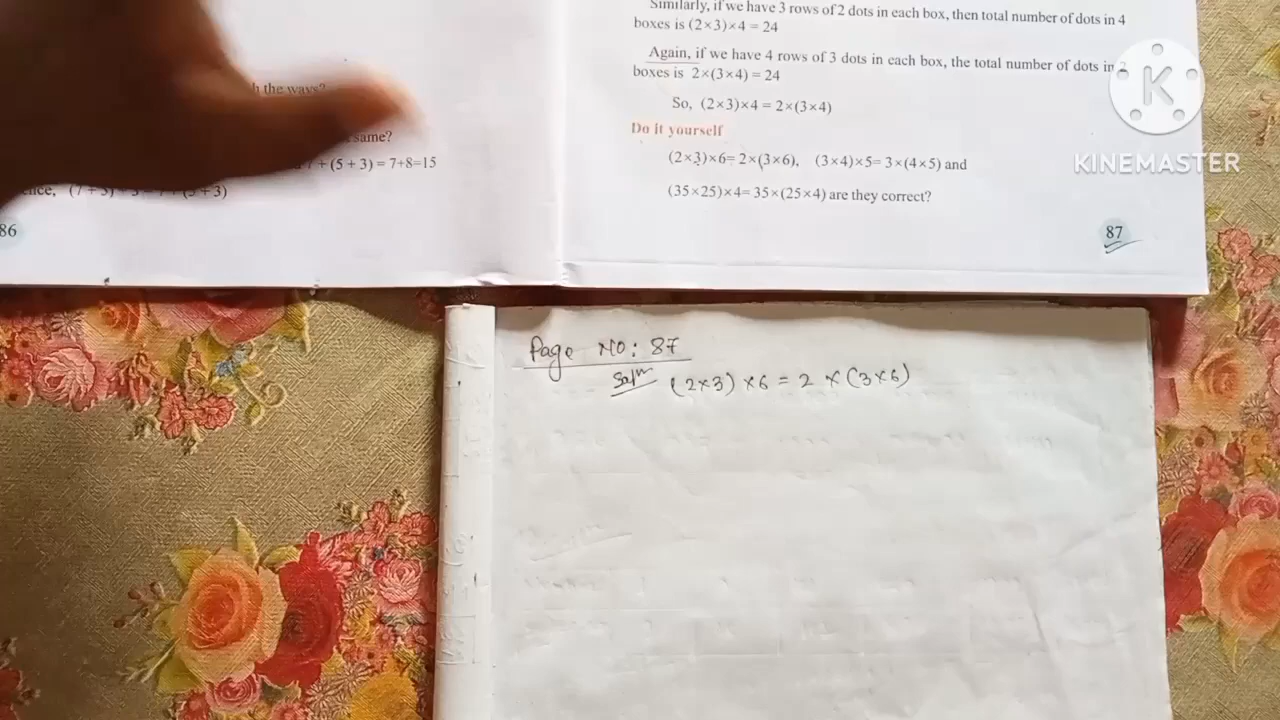 h the ways?
same?
+ (5 + 3) = 7+8=15
86
Similarly, if we have 3 rows of 2 dots in each box, then total number of dots in 4
boxes is (2×3)×4 = 24
Again, if we have 4 rows of 3 dots in each box, the total number of dots in
boxes is 2×(3×4) = 24
So, (2×3)×4 = 2×(3×4)
Do it yourself
(2×3)×6= 2×(3×6), (3×4)×5= 3×(4×5) and
(35×25)×4= 35×(25×4) are they correct?
87
K
KINEMASTER
Page No: 87
Solⁿ (2×3) ×6 = 2 × (3×6)